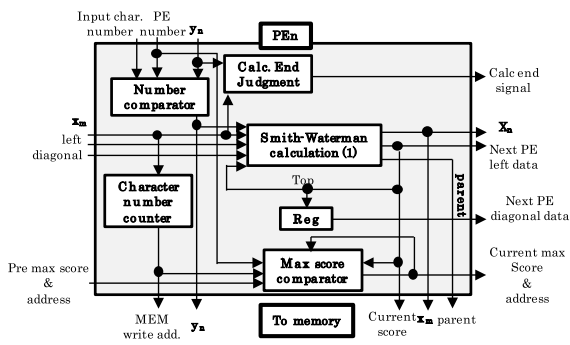 Input char. PE yn
number number
PEn
Calc. End
Judgment
Calc end
signal
Number
comparator
xm
left
diagonal
Smith-Waterman
calculation (1)
Xn
Next PE
left data
Character
number
counter
Top
parent
Reg
Next PE
diagonal data
Pre max score
&
address
Max score
comparator
Current max
Score
&
address
MEM
write add.
yn
To memory
Current
score
xm
parent